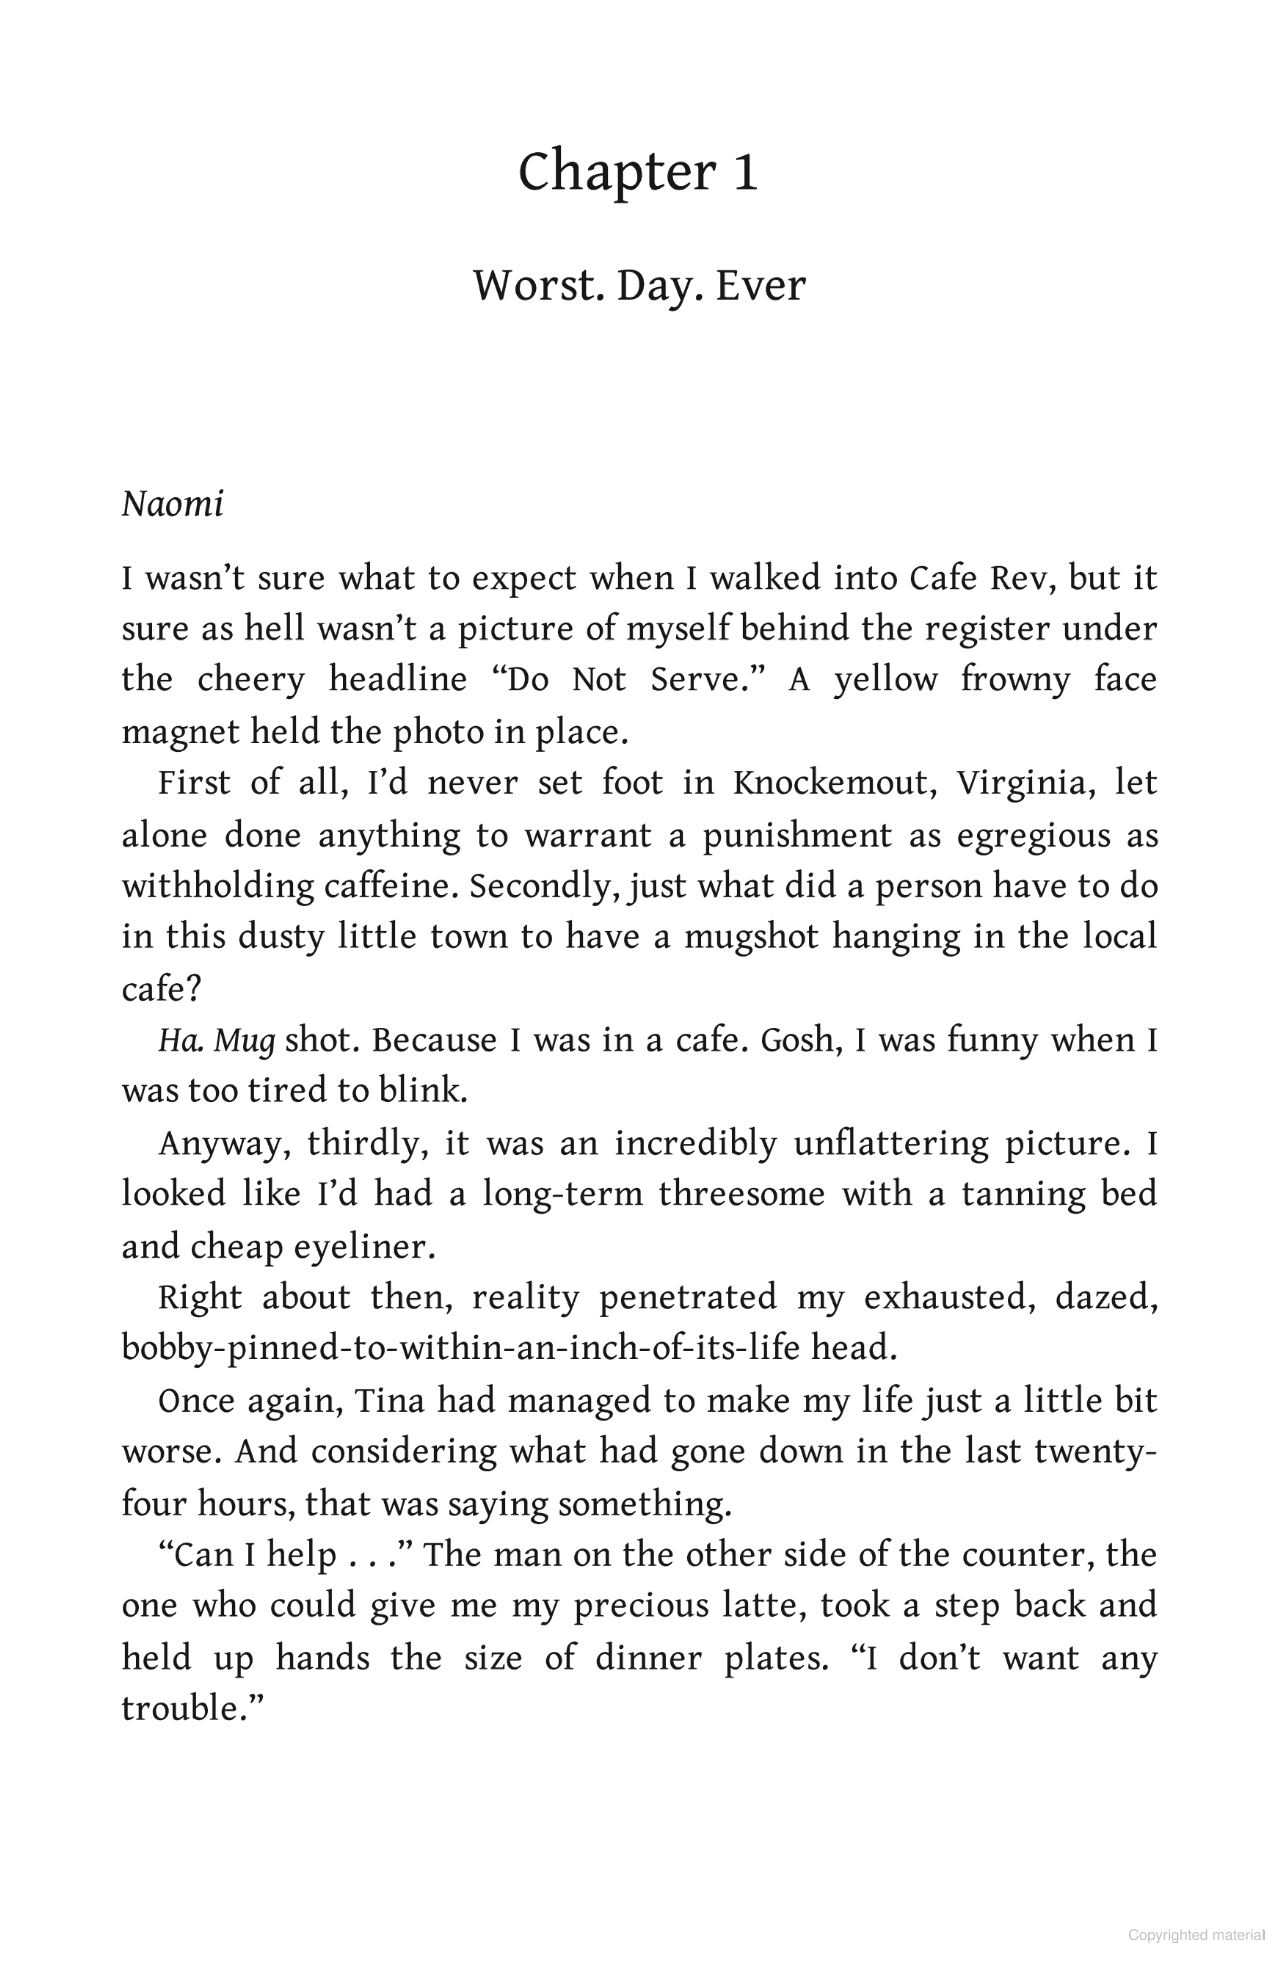 Chapter 1
Worst. Day. Ever
Naomi
I wasn’t sure what to expect when I walked into Cafe Rev, but it
sure as hell wasn’t a picture of myself behind the register under
the cheery headline “Do Not Serve.” A yellow frowny face
magnet held the photo in place.
First of all, I’d never set foot in Knockemout, Virginia, let
alone done anything to warrant a punishment as egregious as
withholding caffeine. Secondly, just what did a person have to do
in this dusty little town to have a mugshot hanging in the local
cafe?
Ha. Mug shot. Because I was in a cafe. Gosh, I was funny when I
was too tired to blink.
Anyway, thirdly, it was an incredibly unflattering picture. I
looked like I’d had a long-term threesome with a tanning bed
and cheap eyeliner.
Right about then, reality penetrated my exhausted, dazed,
bobby-pinned-to-within-an-inch-of-its-life head.
Once again, Tina had managed to make my life just a little bit
worse. And considering what had gone down in the last twenty-
four hours, that was saying something.
“Can I help . . .” The man on the other side of the counter, the
one who could give me my precious latte, took a step back and
held up hands the size of dinner plates. “I don’t want any
trouble.”
Copyrighted material